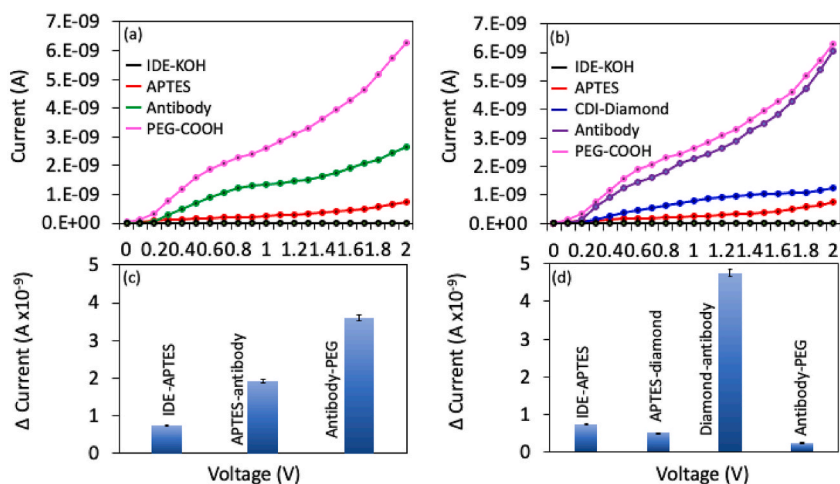 (a)
7.E-09
6.E-09
5.E-09
4.E-09
3.E-09
2.E-09
1.E-09
0.E+00
Current (A)
IDE-KOH
APTES
Antibody
PEG-COOH
0 0.20.40.60.8 1 1.21.41.61.8 2
(b)
7.E-09
6.E-09
5.E-09
4.E-09
3.E-09
2.E-09
1.E-09
0.E+00
Current (A)
IDE-KOH
APTES
CDI-Diamond
Antibody
PEG-COOH
0 0.20.40.60.8 1 1.21.41.61.8 2
(c)
5
4
3
2
1
0
Δ Current (A x10⁻⁹)
IDE-APTES
APTES-antibody
Antibody-PEG
Voltage (V)
(d)
5
4
3
2
1
0
Δ Current (A x10⁻⁹)
IDE-APTES
APTES-diamond
Diamond-antibody
Antibody-PEG
Voltage (V)